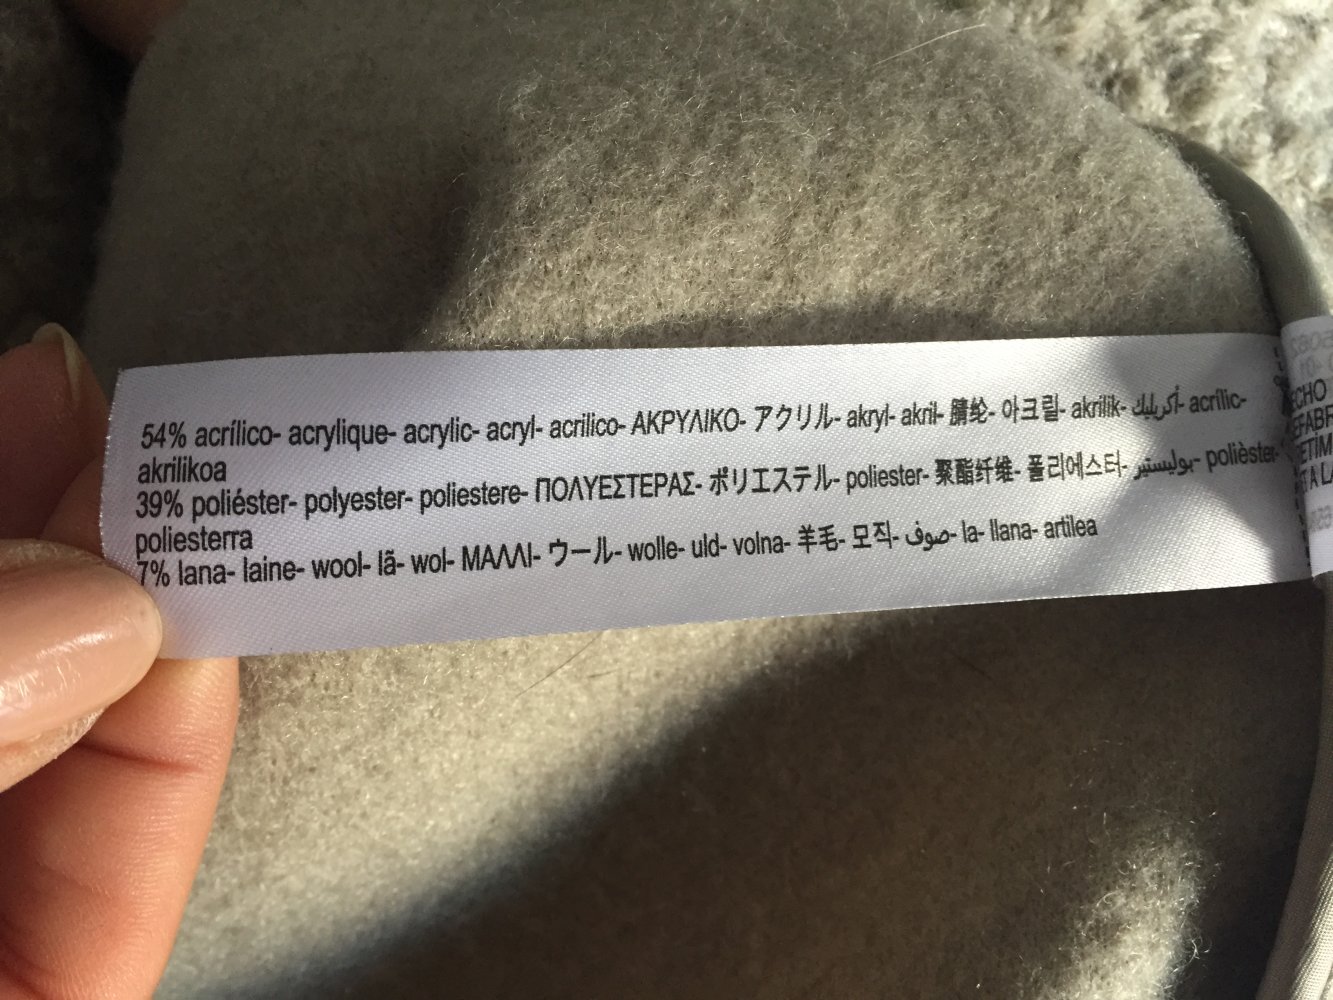 54% acrílico- acrylique- acrylic- acryl- acrilico- ΑΚΡΥΛΙΚΟ- アクリル- akryl- akril- 腈纶- 아크릴- akrilik- أكريليك- acrílic-
akrilikoa
39% poliéster- polyester- poliestere- ΠΟΛΥΕΣΤΕΡΑΣ- ポリエステル- poliester- 聚酯纤维- 폴리에스터- بوليستير- polièster-
poliesterra
7% lana- laine- wool- lã- wol- ΜΑΛΛΙ- ウール- wolle- uld- volna- 羊毛- 모직- صوف- la- llana- artilea
ECHO